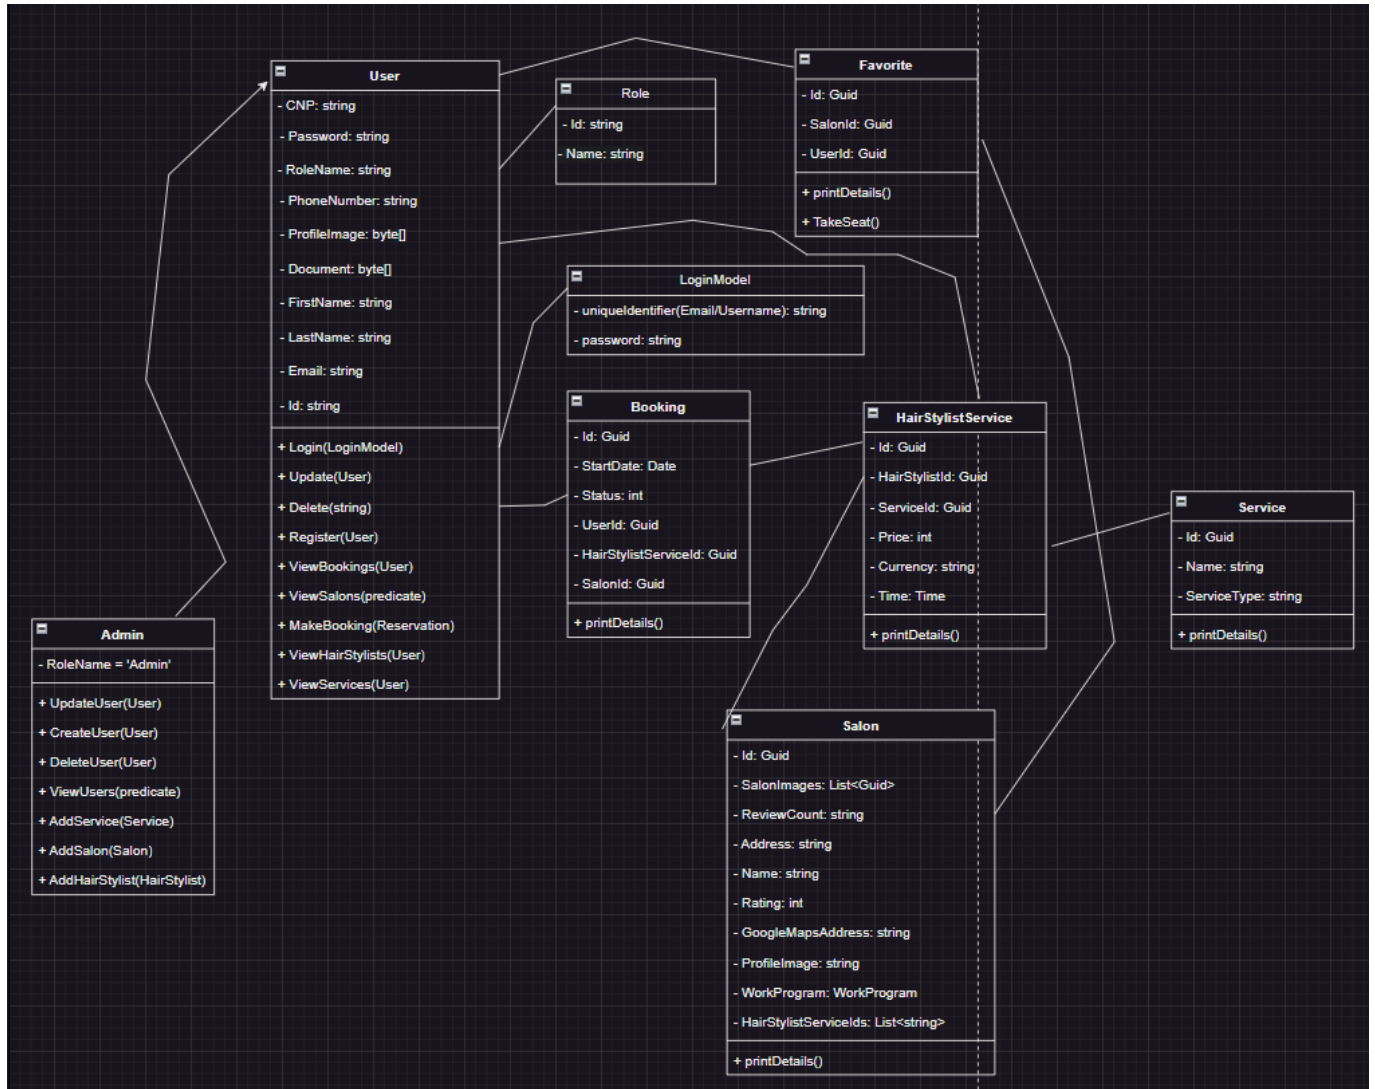 User
- CNP: string
- Password: string
- RoleName: string
- PhoneNumber: string
- ProfileImage: byte[]
- Document: byte[]
- FirstName: string
- LastName: string
- Email: string
- Id: string
+ Login(LoginModel)
+ Update(User)
+ Delete(string)
+ Register(User)
+ ViewBookings(User)
+ ViewSalons(predicate)
+ MakeBooking(Reservation)
+ ViewHairStylists(User)
+ ViewServices(User)
Role
- Id: string
- Name: string
Favorite
- Id: Guid
- SalonId: Guid
- UserId: Guid
+ printDetails()
+ TakeSeat()
LoginModel
- uniqueIdentifier(Email/Username): string
- password: string
Booking
- Id: Guid
- StartDate: Date
- Status: int
- UserId: Guid
- HairStylistServiceId: Guid
- SalonId: Guid
+ printDetails()
HairStylistService
- Id: Guid
- HairStylistId: Guid
- ServiceId: Guid
- Price: int
- Currency: string
- Time: Time
+ printDetails()
Service
- Id: Guid
- Name: string
- ServiceType: string
+ printDetails()
Admin
- RoleName = 'Admin'
+ UpdateUser(User)
+ CreateUser(User)
+ DeleteUser(User)
+ ViewUsers(predicate)
+ AddService(Service)
+ AddSalon(Salon)
+ AddHairStylist(HairStylist)
Salon
- Id: Guid
- SalonImages: List<Guid>
- ReviewCount: string
- Address: string
- Name: string
- Rating: int
- GoogleMapsAddress: string
- ProfileImage: string
- WorkProgram: WorkProgram
- HairStylistServiceIds: List<string>
+ printDetails()